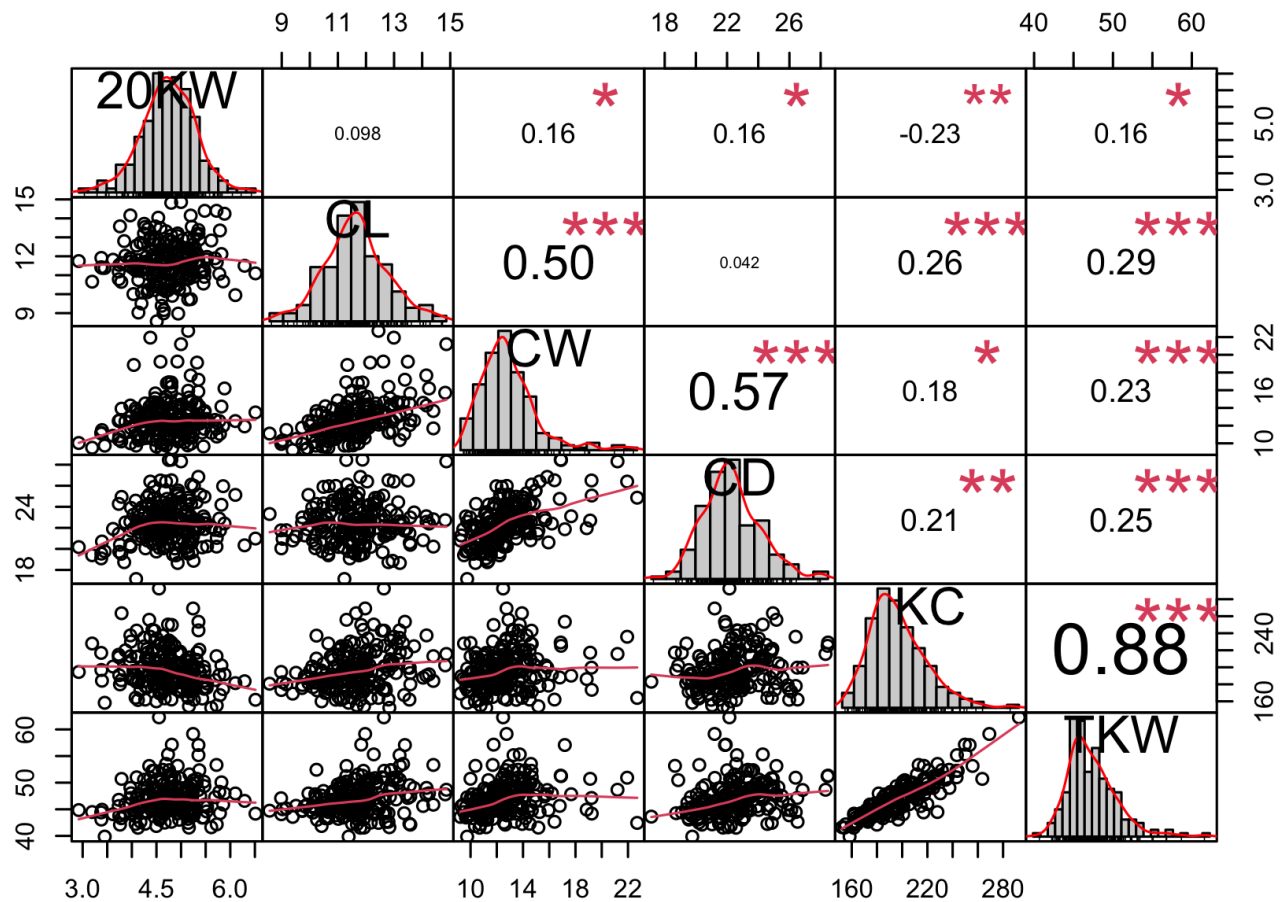 9 11 13 15 18 22 26 40 50 60
20KW 0.098 * 0.16 * 0.16 ** -0.23 * 0.16 3.0 5.0
9 12 15 CL *** 0.50 0.042 *** 0.26 *** 0.29
CW *** 0.57 * 0.18 *** 0.23 10 16 22
18 24 CD ** 0.21 *** 0.25
KC *** 0.88 160 240
40 50 60 TKW
3.0 4.5 6.0 10 14 18 22 160 220 280